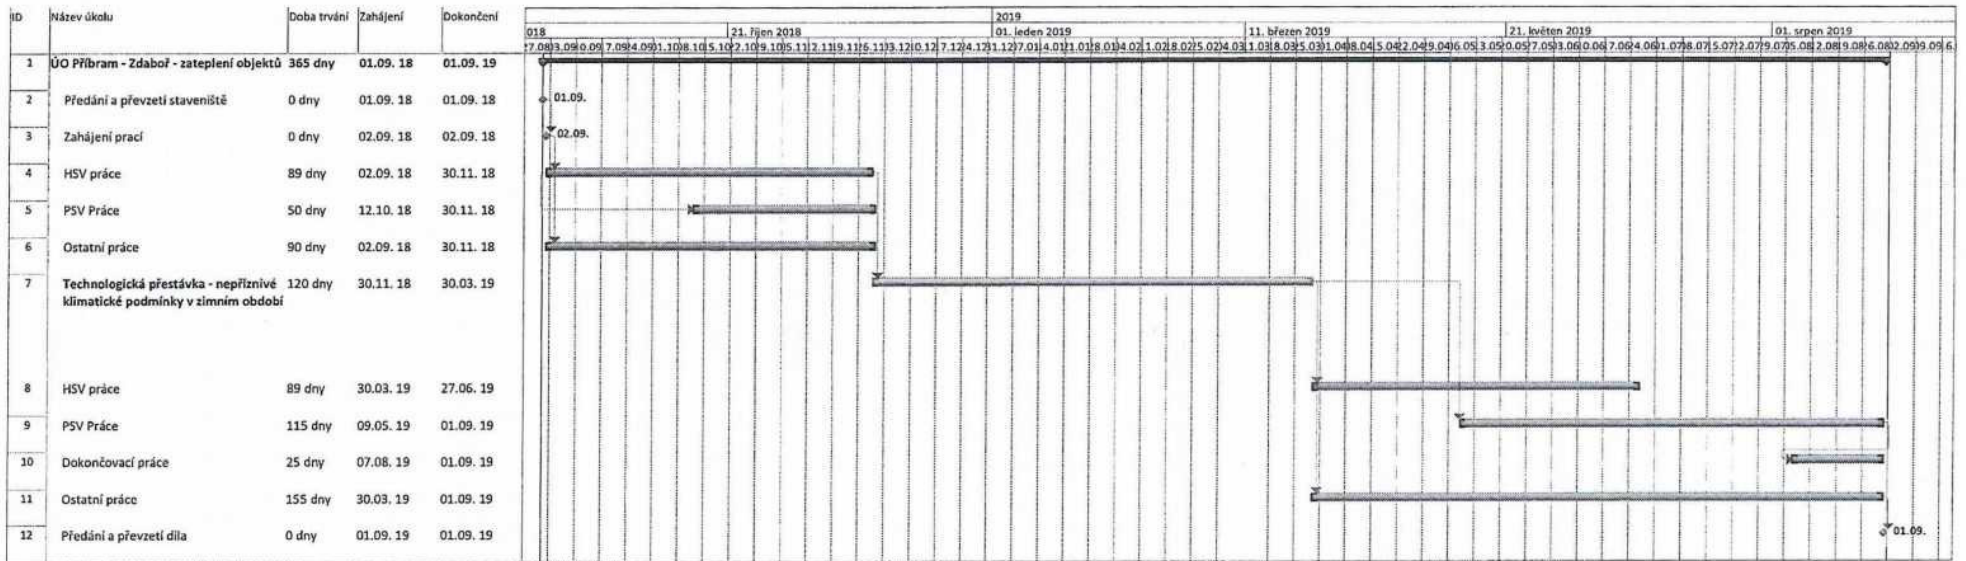 ID Název úkolu Doba trvání Zahájení Dokončení
2019
018 21. říjen 2018 01. leden 2019 11. březen 2019 21. květen 2019 01. srpen 2019
1 ÚO Příbram - Zdaboř - zateplení objektů 365 dny 01.09. 18 01.09. 19
2 Předání a převzetí staveniště 0 dny 01.09. 18 01.09. 18 01.09.
3 Zahájení prací 0 dny 02.09. 18 02.09. 18 02.09.
4 HSV práce 89 dny 02.09. 18 30.11. 18
5 PSV Práce 50 dny 12.10. 18 30.11. 18
6 Ostatní práce 90 dny 02.09. 18 30.11. 18
7 Technologická přestávka - nepříznivé 120 dny 30.11. 18 30.03. 19
klimatické podmínky v zimním období
8 HSV práce 89 dny 30.03. 19 27.06. 19
9 PSV Práce 115 dny 09.05. 19 01.09. 19
10 Dokončovací práce 25 dny 07.08. 19 01.09. 19
11 Ostatní práce 155 dny 30.03. 19 01.09. 19
12 Předání a převzetí díla 0 dny 01.09. 19 01.09. 19 01.09.